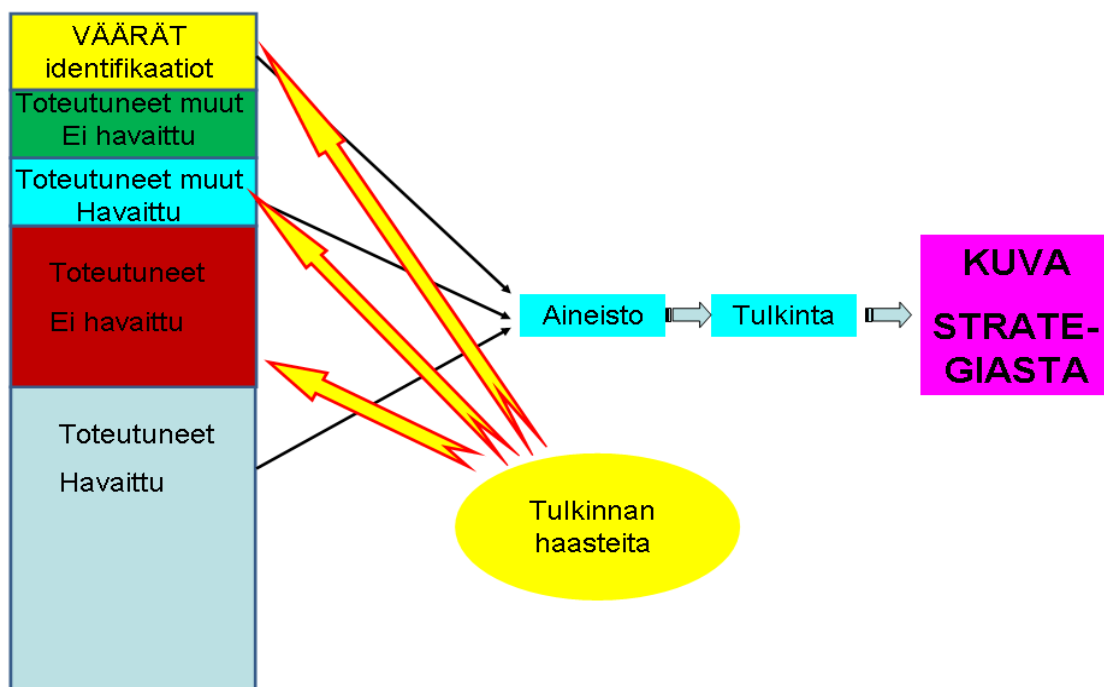 VÄÄRÄT
identifikaatiot
Toteutuneet muut
Ei havaittu
Toteutuneet muut
Havaittu
Toteutuneet
Ei havaittu
Toteutuneet
Havaittu
Aineisto
Tulkinta
KUVA
STRATE-
GIASTA
Tulkinnan
haasteita